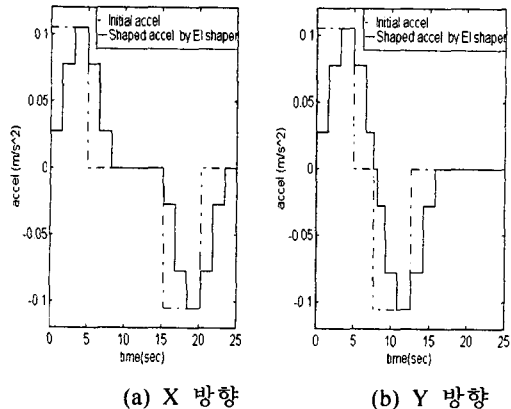 Initial accel
Shaped accel by EI shaper
0.1
0.05
0
-0.05
-0.1
accel (m/s^2)
0
5
10
15
20
25
time(sec)
(a) X 방향
Initial accel
Shaped accel by EI shaper
0.1
0.05
0
-0.05
-0.1
accel (m/s^2)
0
5
10
15
20
25
time(sec)
(b) Y 방향